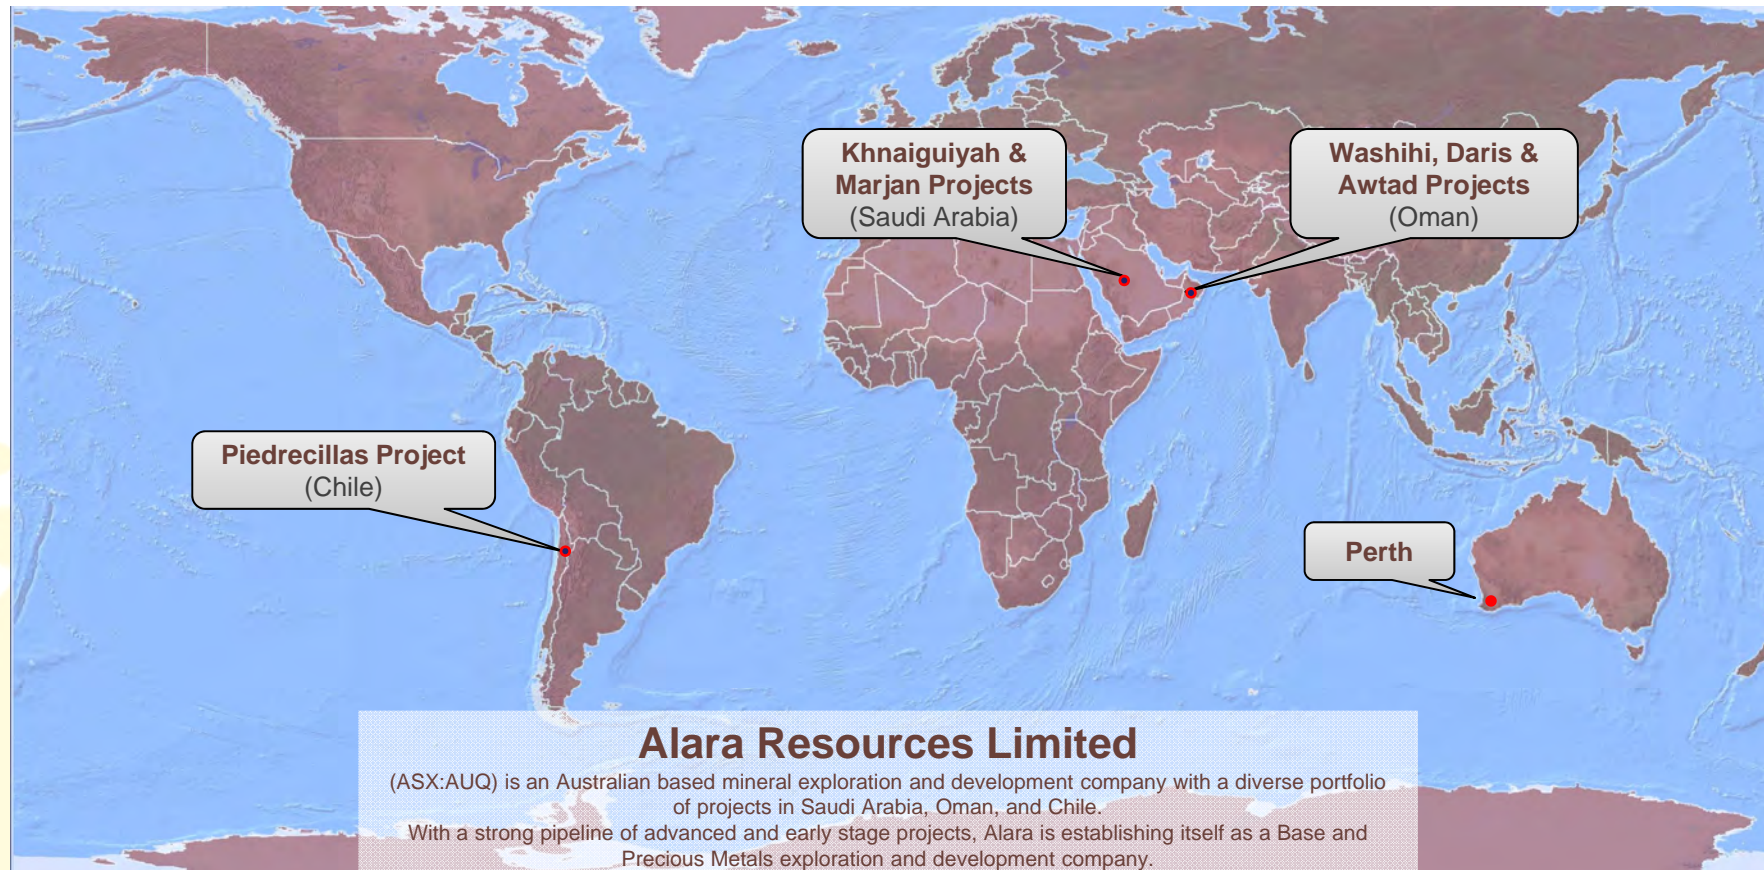 Khnaiguiyah &
Marjan Projects
(Saudi Arabia)
Washihi, Daris &
Awtad Projects
(Oman)
Piedrecillas Project
(Chile)
Perth
Alara Resources Limited
(ASX:AUQ) is an Australian based mineral exploration and development company with a diverse portfolio
of projects in Saudi Arabia, Oman, and Chile.
With a strong pipeline of advanced and early stage projects, Alara is establishing itself as a Base and
Precious Metals exploration and development company.